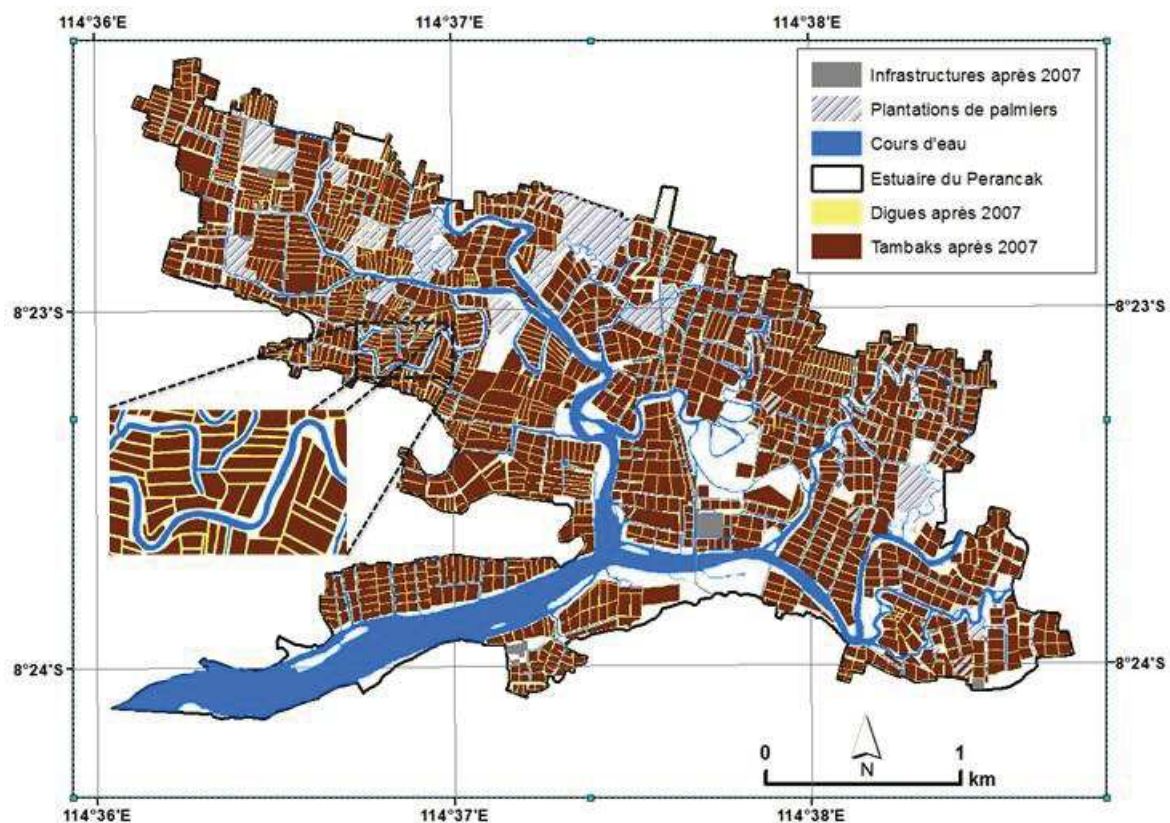 114°36'E 114°37'E 114°38'E
Infrastructures après 2007
Plantations de palmiers
Cours d'eau
Estuaire du Perancak
Digues après 2007
Tambaks après 2007
8°23'S 8°23'S
8°24'S 8°24'S
0 1
km
N
114°36'E 114°37'E 114°38'E